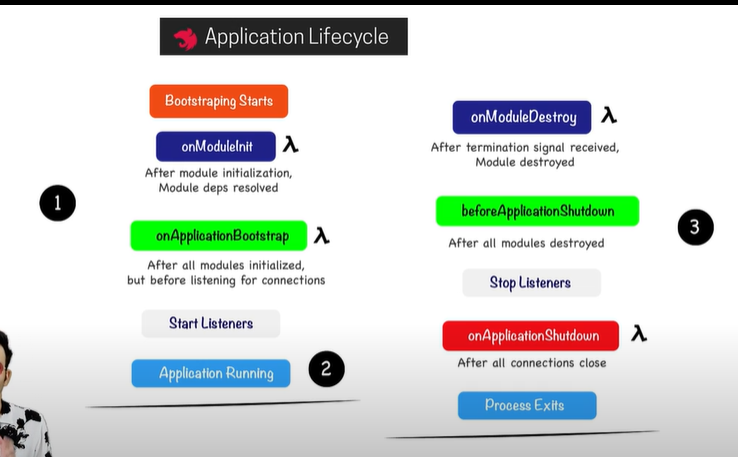 Application Lifecycle
Bootstraping Starts
onModuleInit λ
After module initialization,
Module deps resolved
1
onApplicationBootstrap λ
After all modules initialized,
but before listening for connections
Start Listeners
Application Running
2
onModuleDestroy λ
After termination signal received,
Module destroyed
beforeApplicationShutdown
3
After all modules destroyed
Stop Listeners
onApplicationShutdown λ
After all connections close
Process Exits